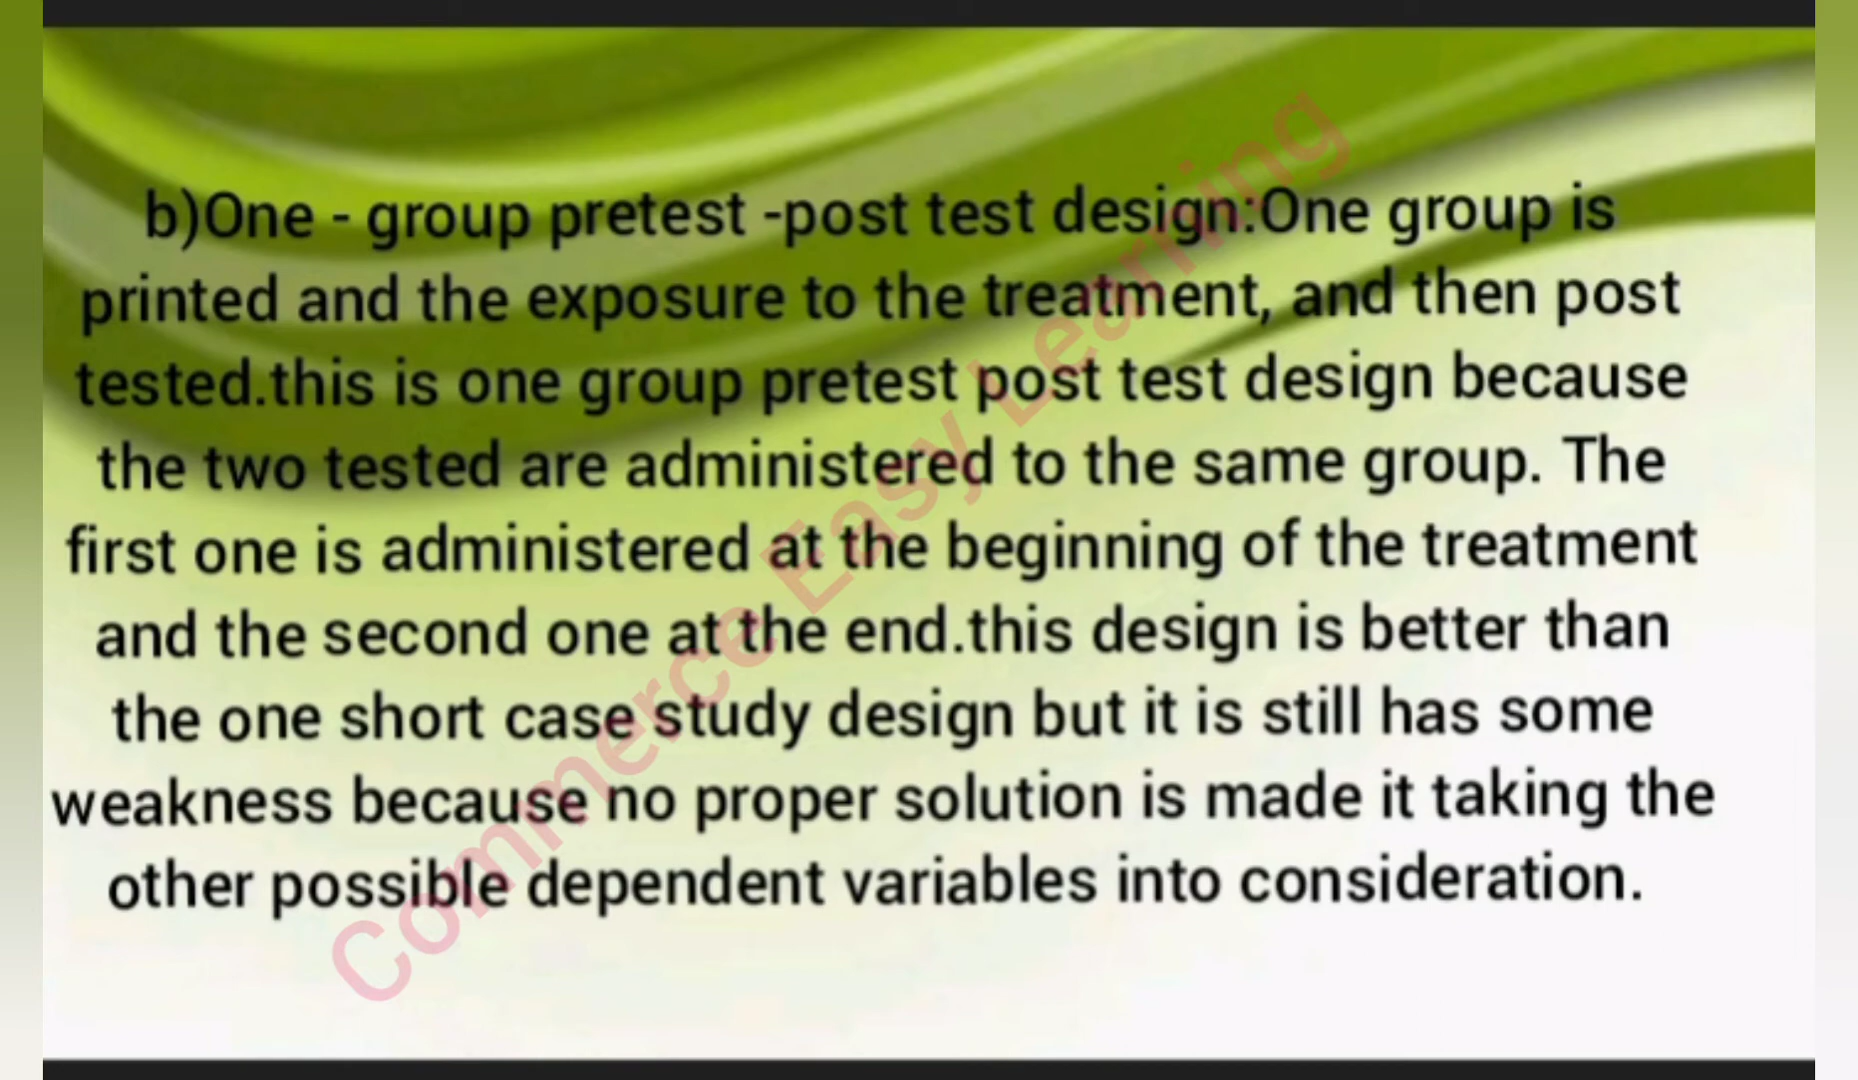 b)One - group pretest -post test design:One group is
printed and the exposure to the treatment, and then post
tested.this is one group pretest post test design because
the two tested are administered to the same group. The
first one is administered at the beginning of the treatment
and the second one at the end.this design is better than
the one short case study design but it is still has some
weakness because no proper solution is made it taking the
other possible dependent variables into consideration.
Commerce Easy Learning